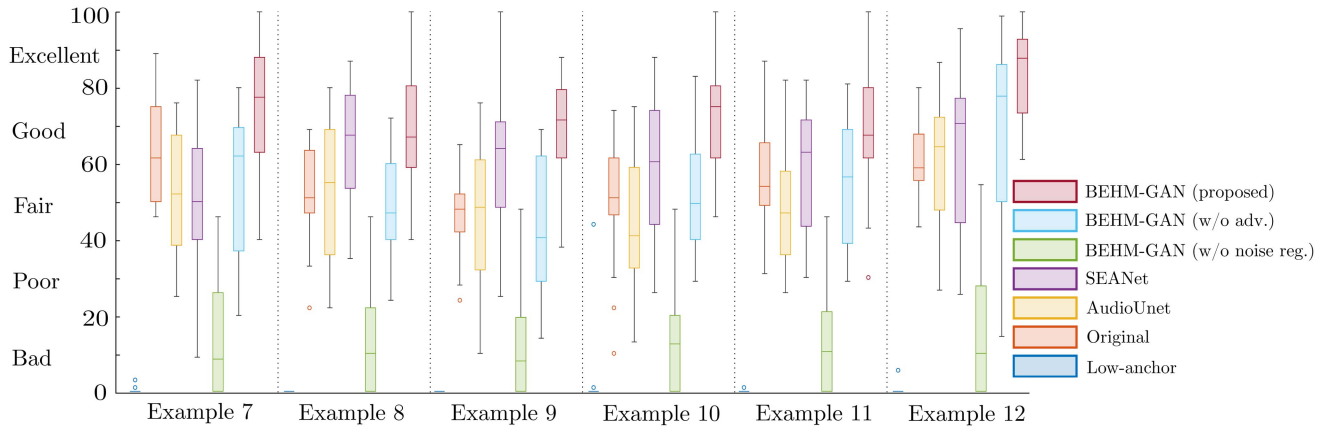 100
Excellent
80
Good
60
Fair
40
Poor
20
Bad
0
Example 7
Example 8
Example 9
Example 10
Example 11
Example 12
BEHM-GAN (proposed)
BEHM-GAN (w/o adv.)
BEHM-GAN (w/o noise reg.)
SEANet
AudioUnet
Original
Low-anchor